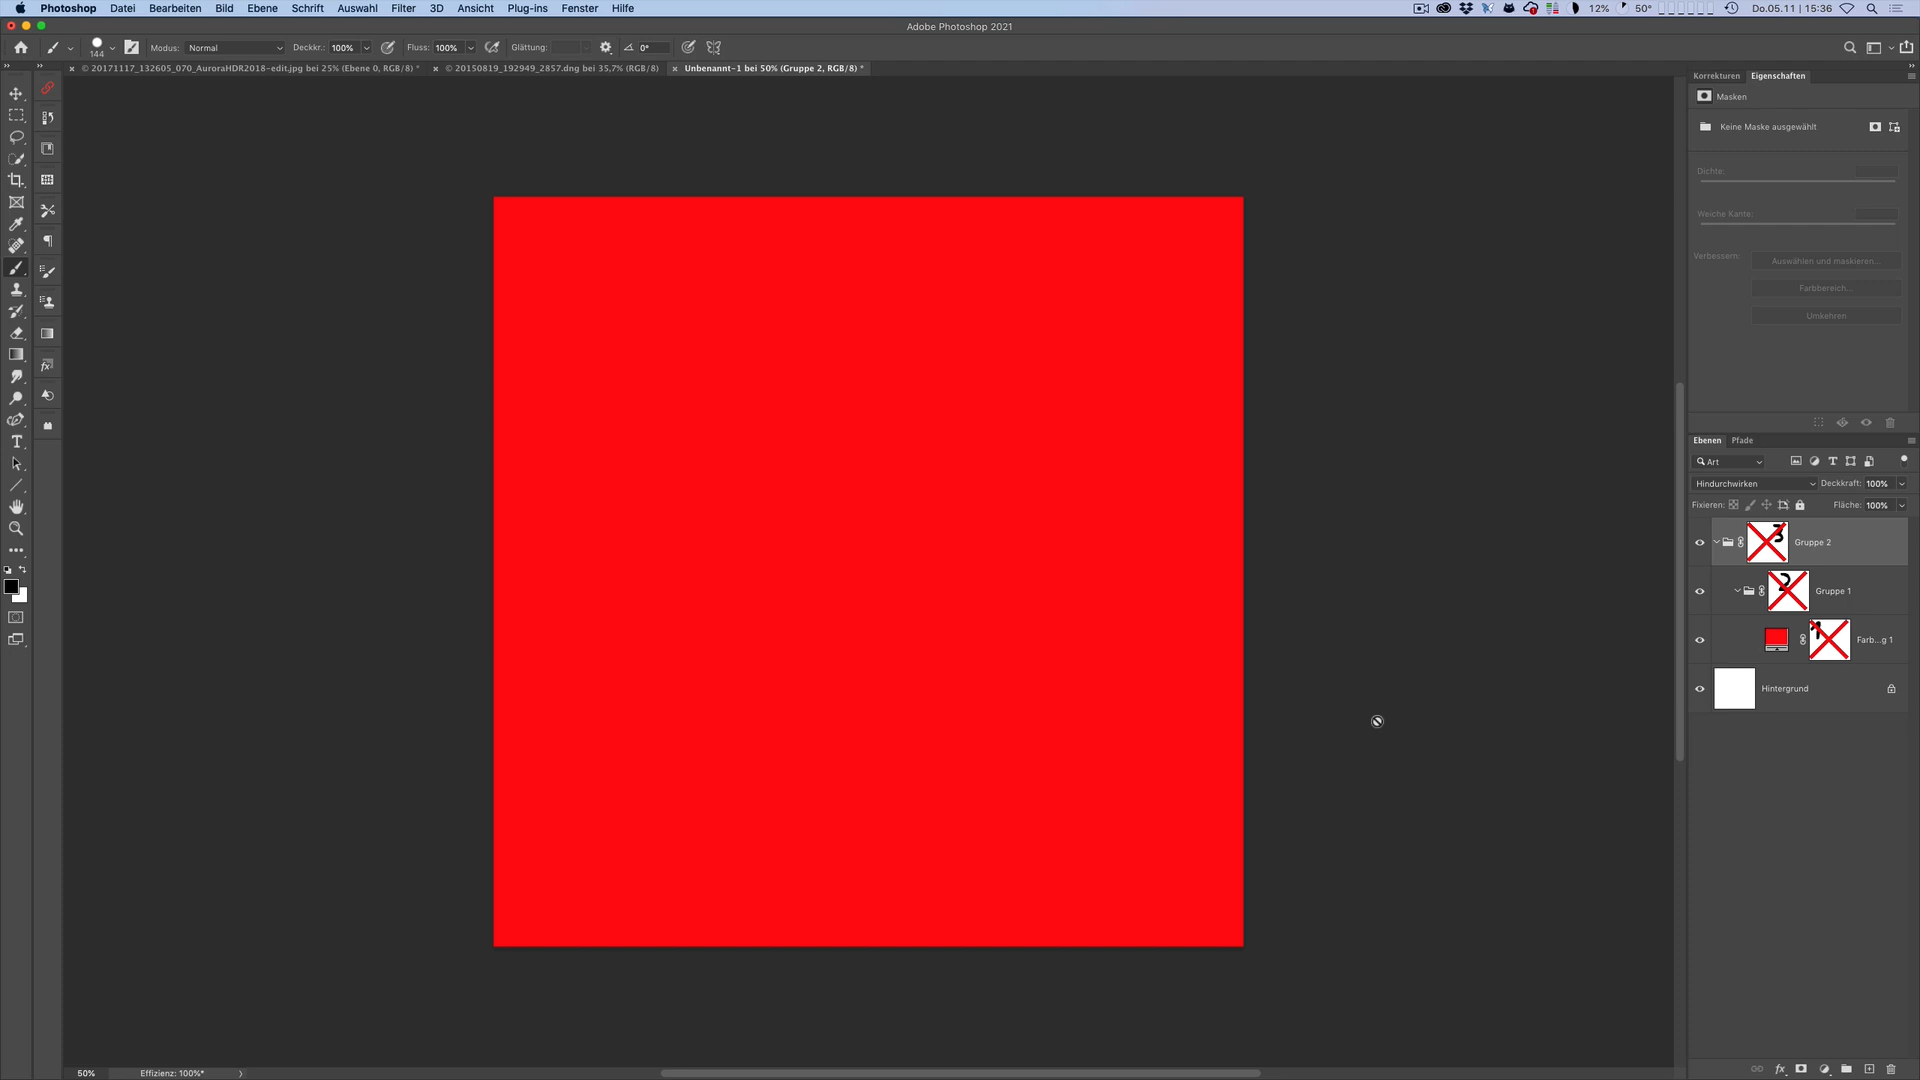 Photoshop Datei Bearbeiten Bild Ebene Schrift Auswahl Filter 3D Ansicht Plug-ins Fenster Hilfe 12% 50° Do.05.11 | 15:36
Adobe Photoshop 2021
144 Modus: Normal Deckkr.: 100% Fluss: 100% Glättung: 0°
© 20171117_132605_070_AuroraHDR2018-edit.jpg bei 25% (Ebene 0, RGB/8) * © 20150819_192949_2857.dng bei 35,7% (RGB/8) Unbenannt-1 bei 50% (Gruppe 2, RGB/8) *
Korrekturen Eigenschaften
Masken
Keine Maske ausgewählt
Dichte:
Weiche Kante:
Verbessern: Auswählen und maskieren...
Farbbereich...
Umkehren
Ebenen Pfade
Art
Hindurchwirken Deckkraft: 100%
Fixieren: Fläche: 100%
3 Gruppe 2
2 Gruppe 1
1 Farb...g 1
Hintergrund
50% Effizienz: 100%*
fx